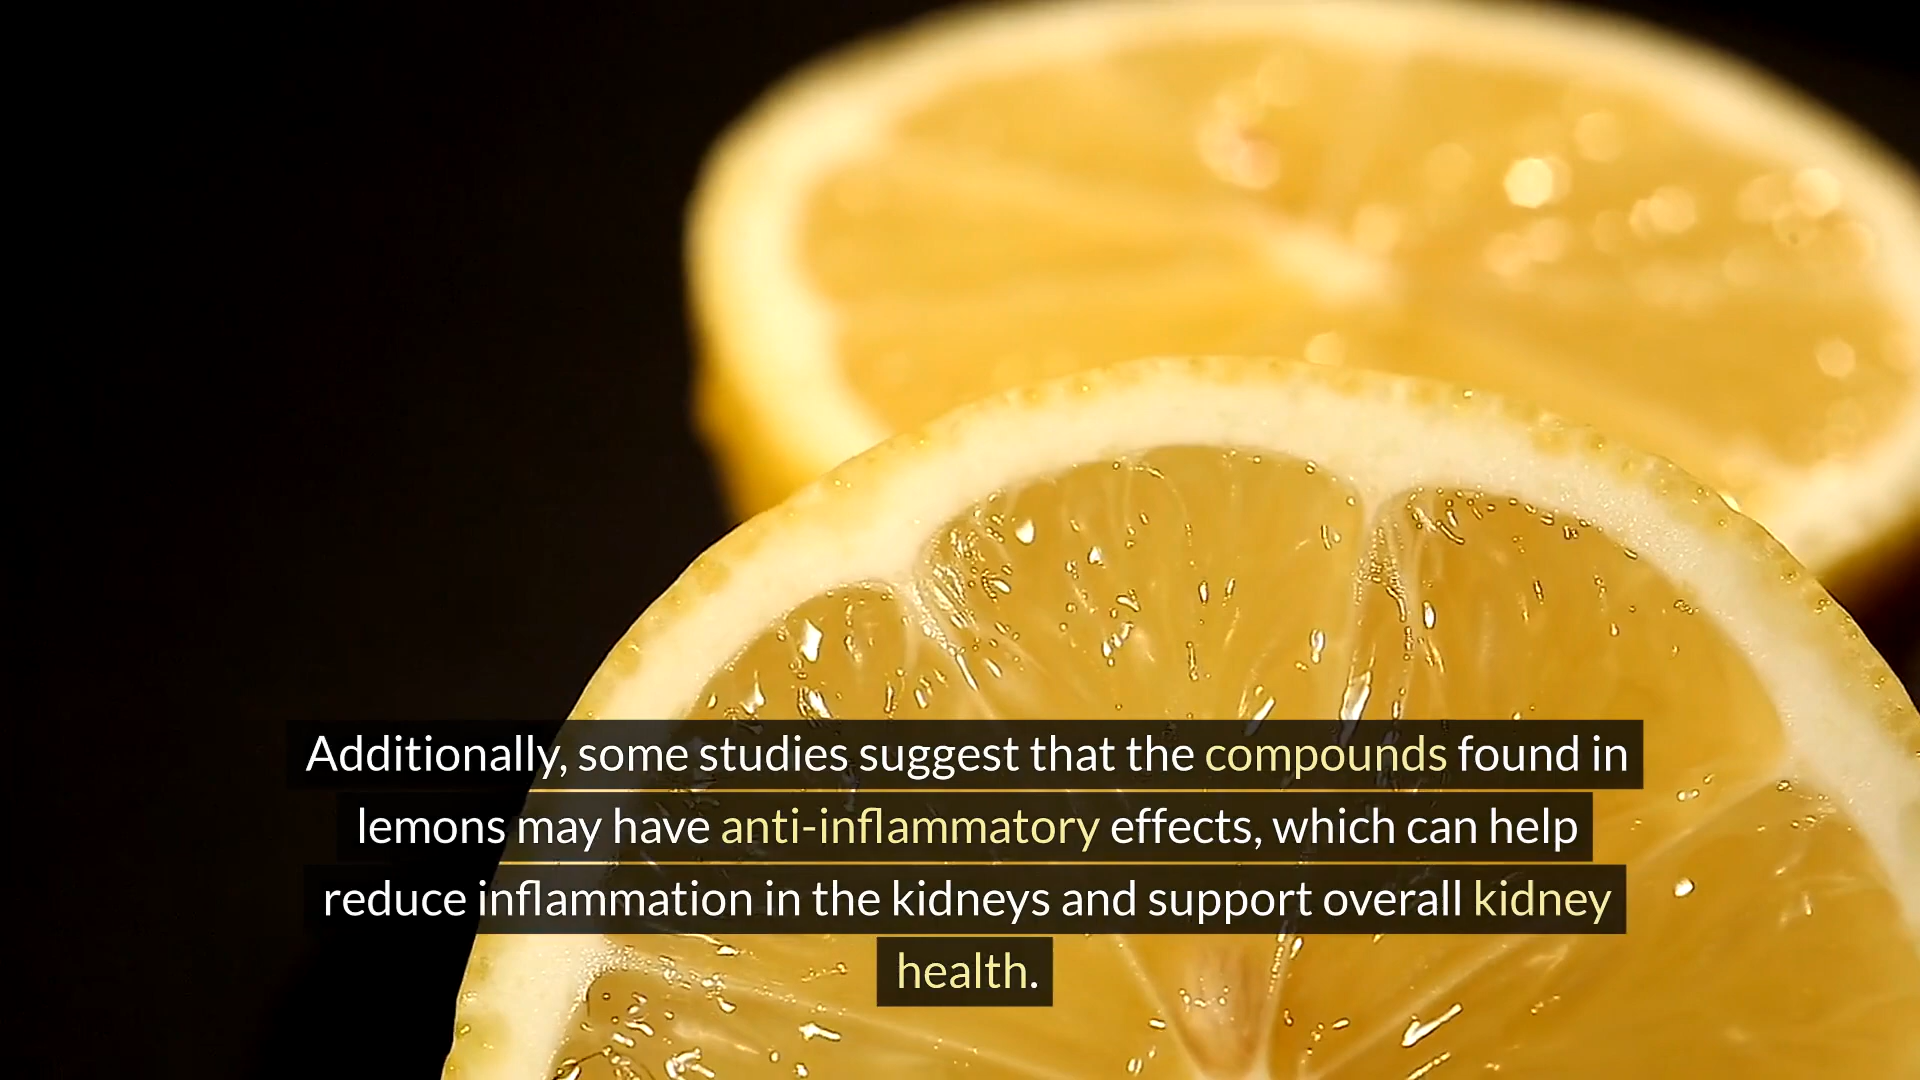 Additionally, some studies suggest that the compounds found in
lemons may have anti-inflammatory effects, which can help
reduce inflammation in the kidneys and support overall kidney
health.